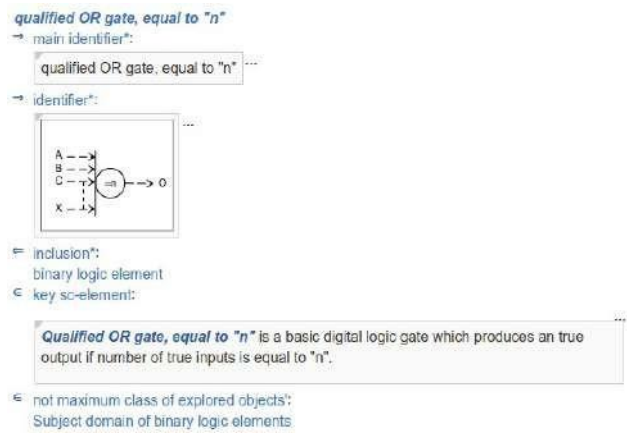 qualified OR gate, equal to "n"
→ main identifier*:
qualified OR gate, equal to "n" ...
→ identifier*:
...
A
B
C =n O
X
⇐ inclusion*:
binary logic element
∈ key sc-element:
...
Qualified OR gate, equal to "n" is a basic digital logic gate which produces an true
output if number of true inputs is equal to "n".
∈ not maximum class of explored objects':
Subject domain of binary logic elements